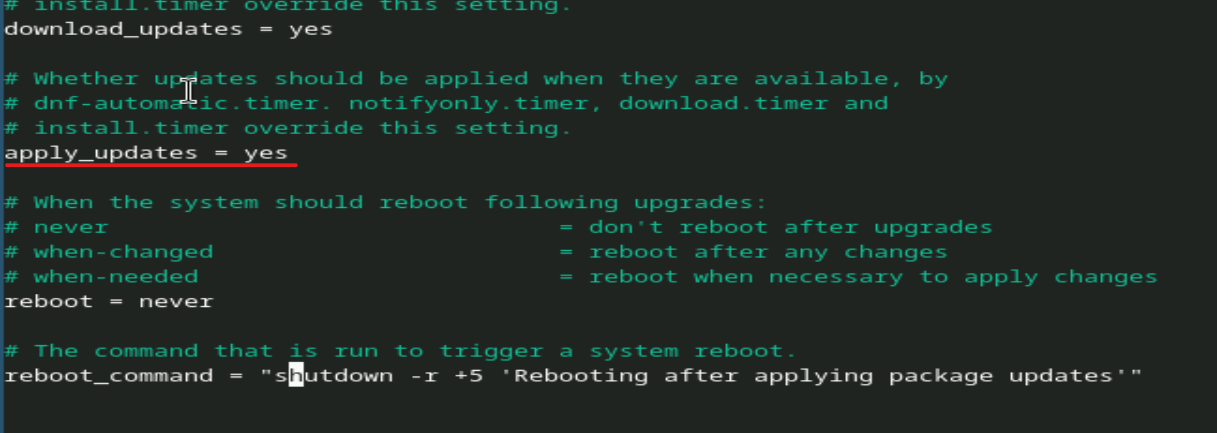 # install.timer override this setting.
download_updates = yes
# Whether updates should be applied when they are available, by
# dnf-automatic.timer. notifyonly.timer, download.timer and
# install.timer override this setting.
apply_updates = yes
# When the system should reboot following upgrades:
# never = don't reboot after upgrades
# when-changed = reboot after any changes
# when-needed = reboot when necessary to apply changes
reboot = never
# The command that is run to trigger a system reboot.
reboot_command = "shutdown -r +5 'Rebooting after applying package updates'"